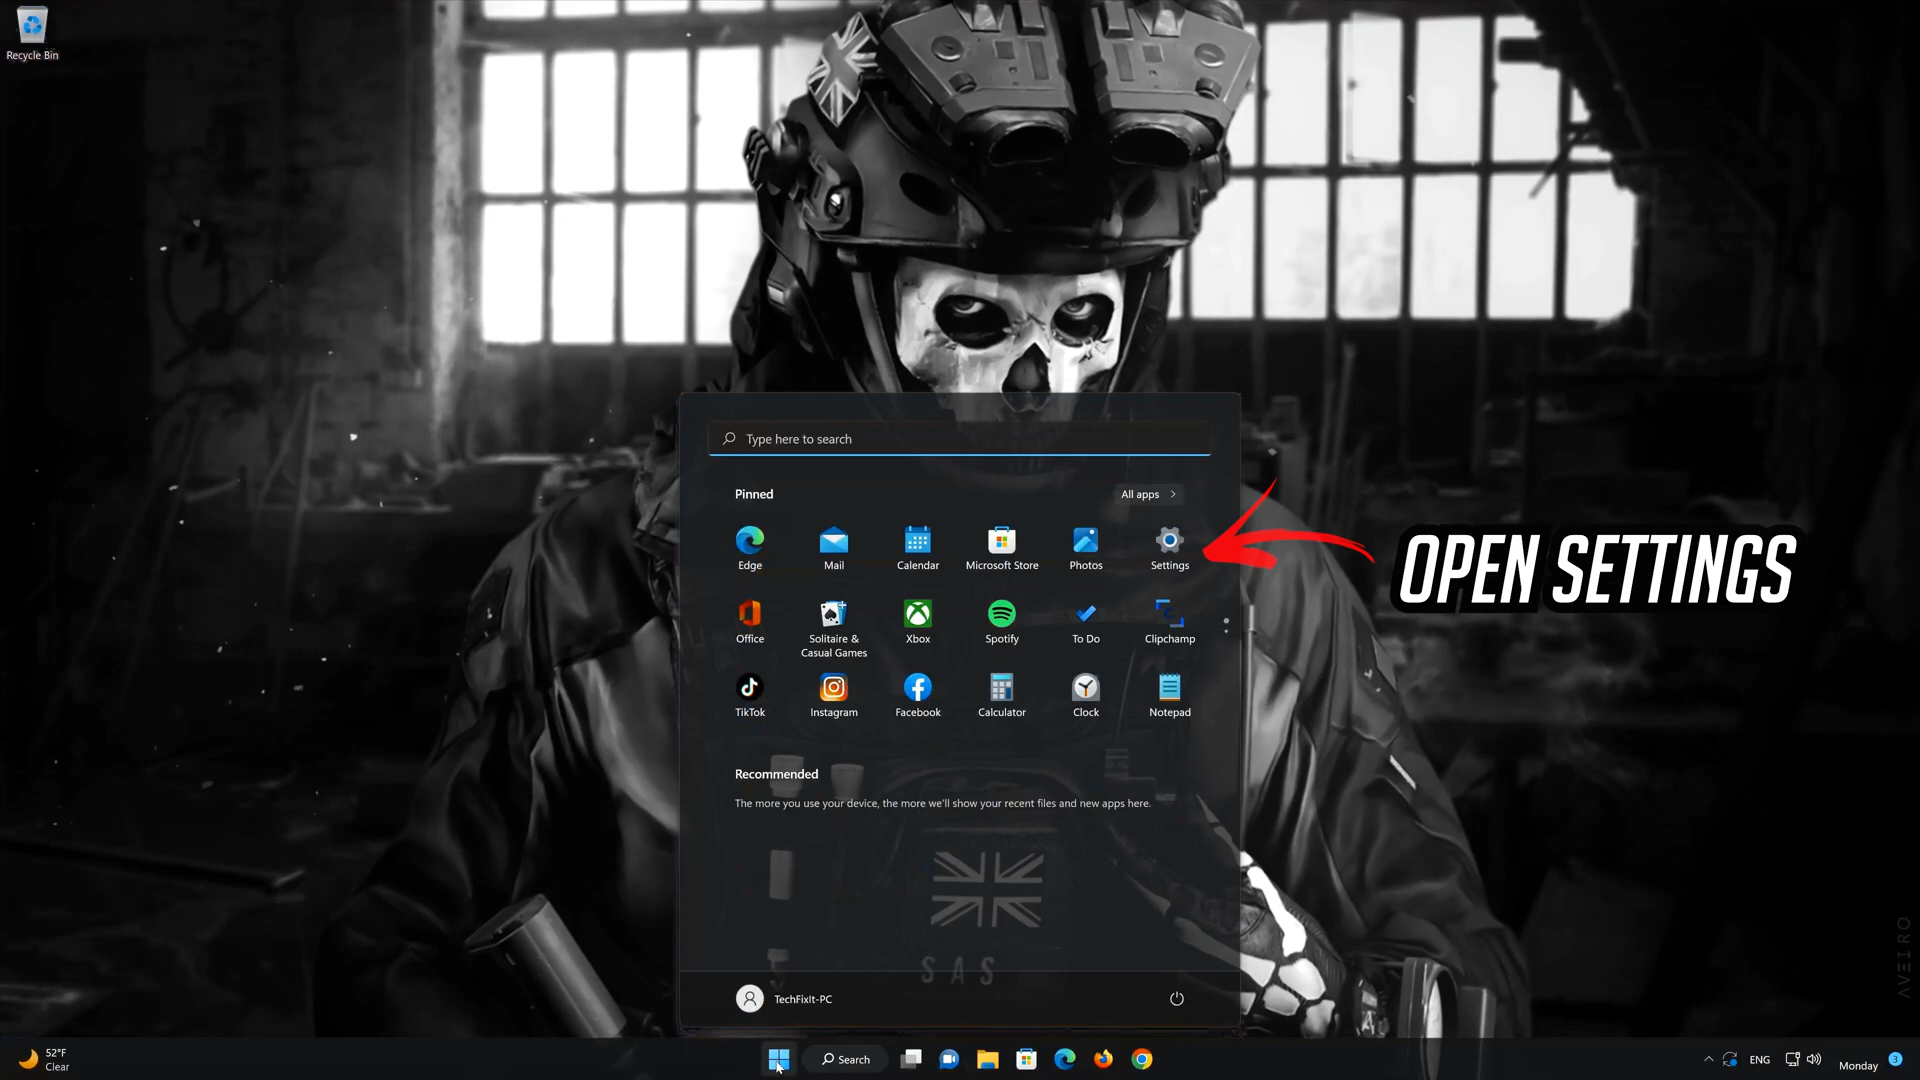 Recycle Bin
Type here to search
Pinned
All apps
Edge
Mail
Calendar
Microsoft Store
Photos
Settings
OPEN SETTINGS
Office
Solitaire &
Casual Games
Xbox
Spotify
To Do
Clipchamp
TikTok
Instagram
Facebook
Calculator
Clock
Notepad
Recommended
The more you use your device, the more we'll show your recent files and new apps here.
SAS
AVEIRO
TechFixIt-PC
52°F
Clear
Search
ENG
Monday
3